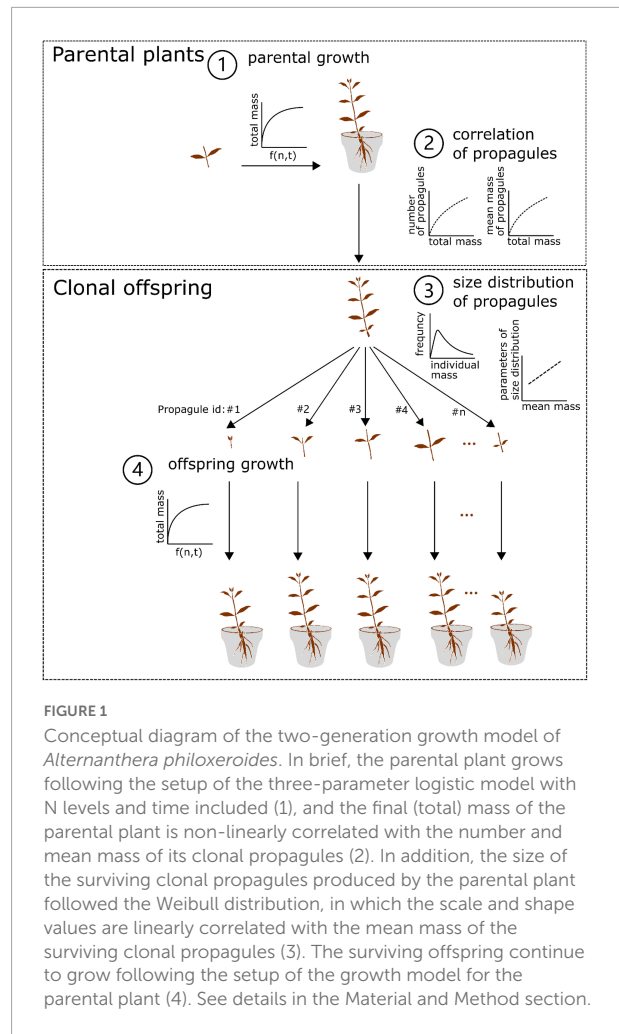 Parental plants
1 parental growth
total mass
f(n,t)
2 correlation
of propagules
number
of propagules
total mass
mean mass
of propagules
total mass
Clonal offspring
3 size distribution
of propagules
frequncy
individual
mass
parameters of
size distribution
mean mass
Propagule id:#1
#2
#3
#4
#n
...
4 offspring growth
total mass
f(n,t)
...
...
FIGURE 1
Conceptual diagram of the two-generation growth model of
Alternanthera philoxeroides. In brief, the parental plant grows
following the setup of the three-parameter logistic model with
N levels and time included (1), and the final (total) mass of the
parental plant is non-linearly correlated with the number and
mean mass of its clonal propagules (2). In addition, the size of
the surviving clonal propagules produced by the parental plant
followed the Weibull distribution, in which the scale and shape
values are linearly correlated with the mean mass of the
surviving clonal propagules (3). The surviving offspring continue
to grow following the setup of the growth model for the
parental plant (4). See details in the Material and Method section.